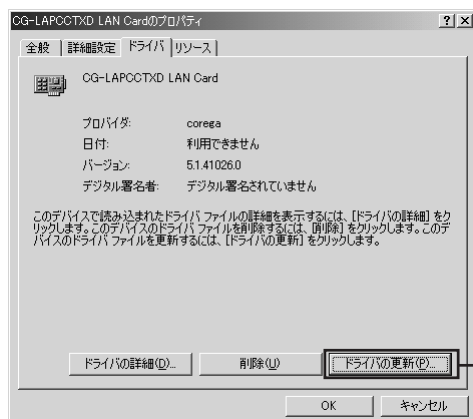 CG-LAPCCTXD LAN Cardのプロパティ
全般 詳細設定 ドライバ リソース
CG-LAPCCTXD LAN Card
プロバイダ: corega
日付: 利用できません
バージョン: 5.1.41026.0
デジタル署名者: デジタル署名されていません
このデバイスで読み込まれたドライバ ファイルの詳細を表示するには、[ドライバの詳細] をク
リックします。このデバイスのドライバ ファイルを削除するには、[削除] をクリックします。このデ
バイスのドライバ ファイルを更新するには、[ドライバの更新] をクリックします。
ドライバの詳細(D)... 削除(U) ドライバの更新(P)...
OK キャンセル